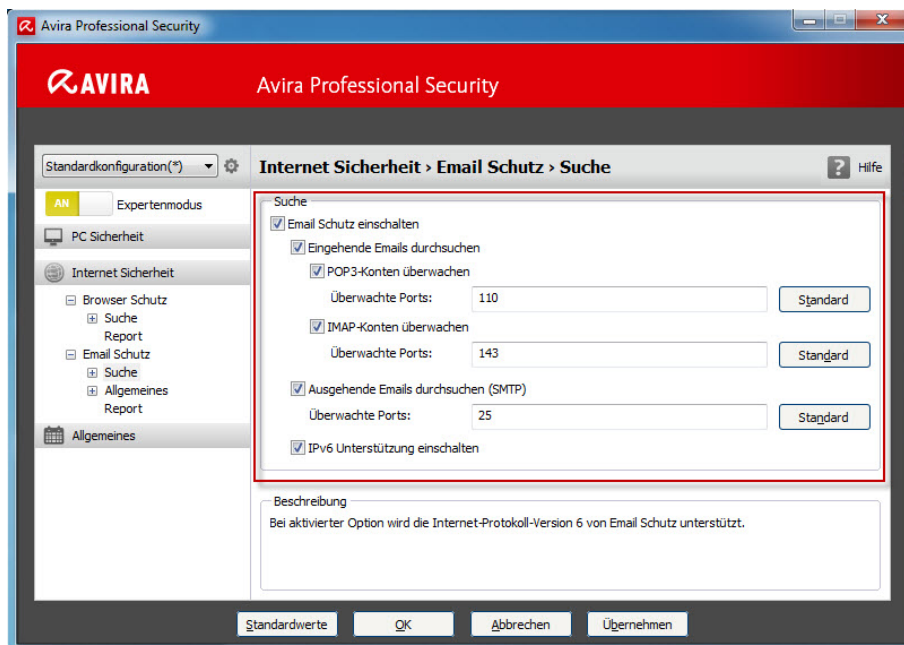 Avira Professional Security
AVIRA
Avira Professional Security
Standardkonfiguration(*)
Internet Sicherheit › Email Schutz › Suche
? Hilfe
AN Expertenmodus
PC Sicherheit
Internet Sicherheit
Browser Schutz
Suche
Report
Email Schutz
Suche
Allgemeines
Report
Allgemeines
Suche
Email Schutz einschalten
Eingehende Emails durchsuchen
POP3-Konten überwachen
Überwachte Ports: 110 Standard
IMAP-Konten überwachen
Überwachte Ports: 143 Standard
Ausgehende Emails durchsuchen (SMTP)
Überwachte Ports: 25 Standard
IPv6 Unterstützung einschalten
Beschreibung
Bei aktivierter Option wird die Internet-Protokoll-Version 6 von Email Schutz unterstützt.
Standardwerte OK Abbrechen Übernehmen